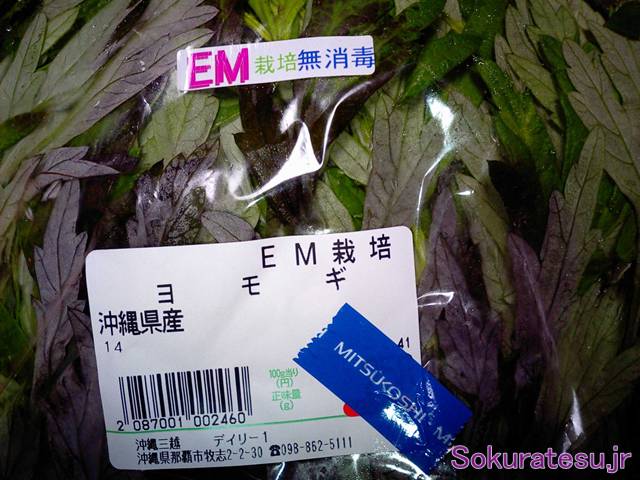 EM栽培無消毒
EM栽培
ヨモギ
沖縄県産
14
41
100g当り
(円)
正味量
(g)
2 087001 002460
MITSUKOSHI M
沖縄三越 デイリー1
沖縄県那覇市牧志2-2-30 ☎098-862-5111
Sokuratesu.jr